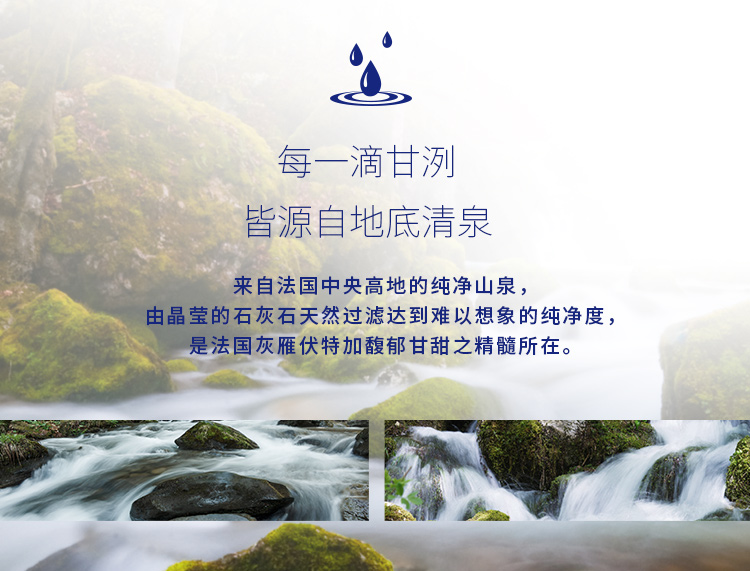 每一滴甘洌
皆源自地底清泉
来自法国中央高地的纯净山泉，
由晶莹的石灰石天然过滤达到难以想象的纯净度，
是法国灰雁伏特加馥郁甘甜之精髓所在。